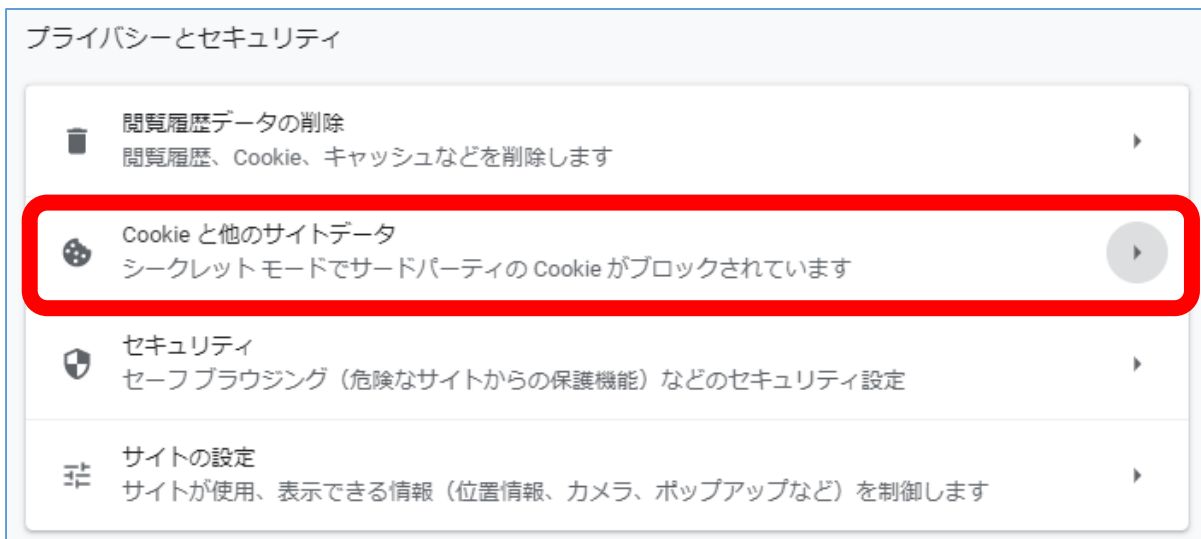 プライバシーとセキュリティ
閲覧履歴データの削除
閲覧履歴、Cookie、キャッシュなどを削除します
Cookie と他のサイトデータ
シークレット モードでサードパーティの Cookie がブロックされています
セキュリティ
セーフ ブラウジング（危険なサイトからの保護機能）などのセキュリティ設定
サイトの設定
サイトが使用、表示できる情報（位置情報、カメラ、ポップアップなど）を制御します